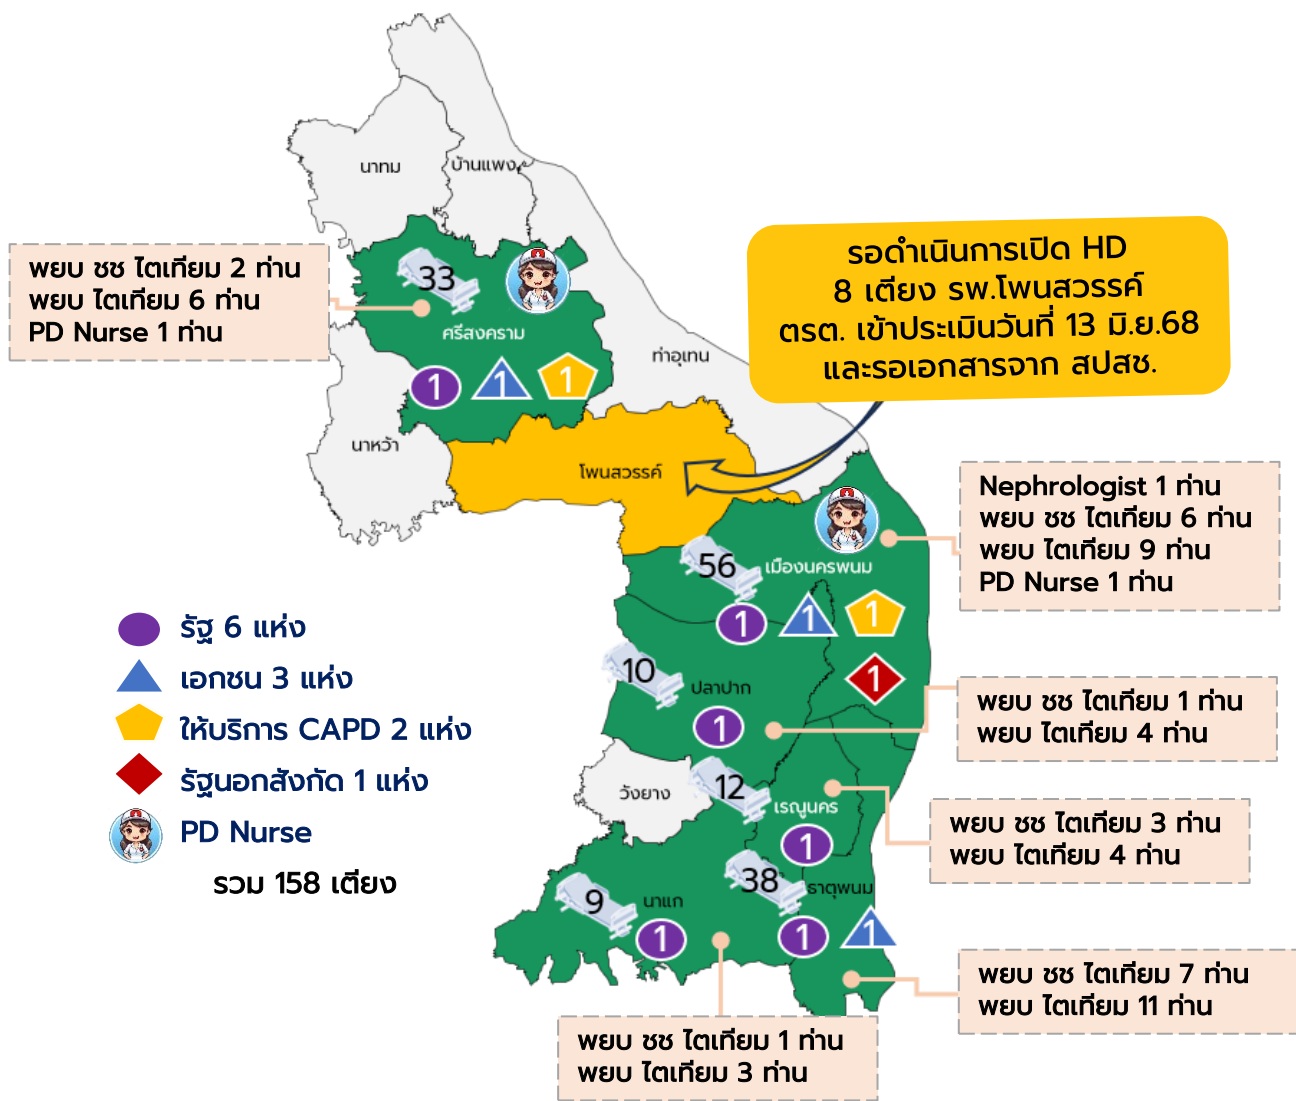 นาทม
บ้านแพง
พยบ ชช ไตเทียม 2 ท่าน
พยบ ไตเทียม 6 ท่าน
PD Nurse 1 ท่าน
33
ศรีสงคราม
1
1
1
ท่าอุเทน
รอดำเนินการเปิด HD
8 เตียง รพ.โพนสวรรค์
ตรต. เข้าประเมินวันที่ 13 มิ.ย.68
และรอเอกสารจาก สปสช.
นาหว้า
โพนสวรรค์
Nephrologist 1 ท่าน
พยบ ชช ไตเทียม 6 ท่าน
พยบ ไตเทียม 9 ท่าน
PD Nurse 1 ท่าน
56
เมืองนครพนม
1
1
1
1
รัฐ 6 แห่ง
เอกชน 3 แห่ง
ให้บริการ CAPD 2 แห่ง
รัฐนอกสังกัด 1 แห่ง
PD Nurse
รวม 158 เตียง
10
ปลาปาก
1
พยบ ชช ไตเทียม 1 ท่าน
พยบ ไตเทียม 4 ท่าน
วังยาง
12
เรณูนคร
1
พยบ ชช ไตเทียม 3 ท่าน
พยบ ไตเทียม 4 ท่าน
38
ธาตุพนม
1
1
9
นาแก
1
พยบ ชช ไตเทียม 7 ท่าน
พยบ ไตเทียม 11 ท่าน
พยบ ชช ไตเทียม 1 ท่าน
พยบ ไตเทียม 3 ท่าน